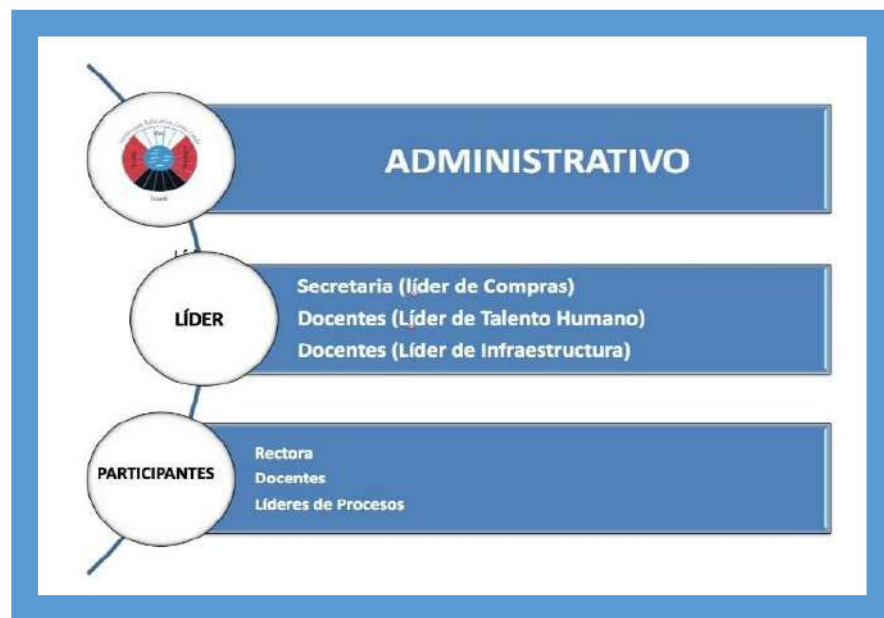 ADMINISTRATIVO
LÍDER
Secretaria (líder de Compras)
Docentes (Líder de Talento Humano)
Docentes (Líder de Infraestructura)
PARTICIPANTES
Rectora
Docentes
Líderes de Procesos